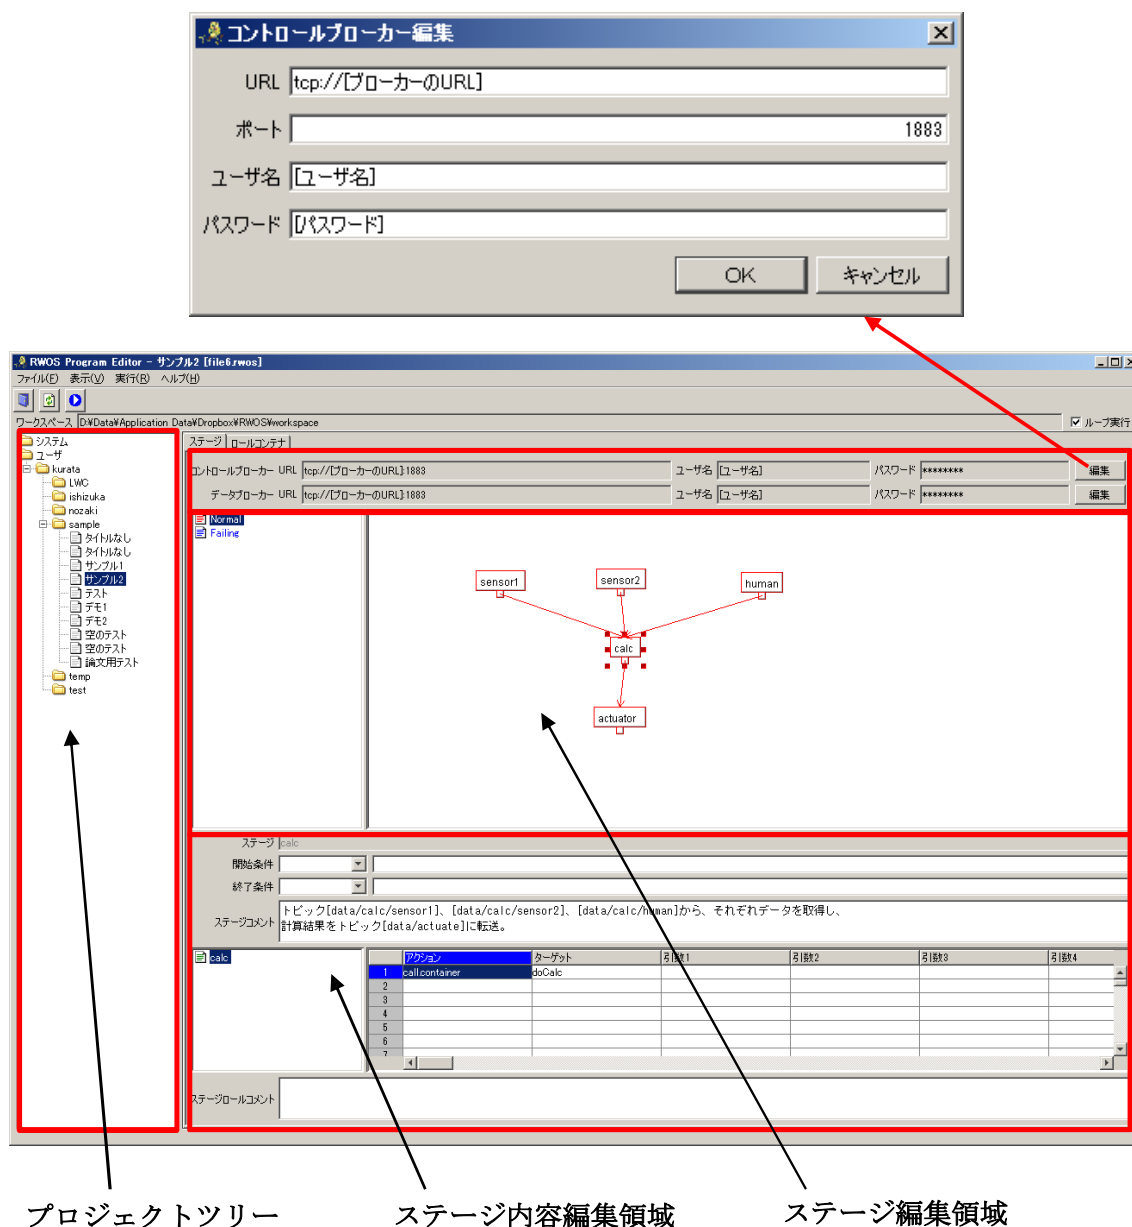 コントロールブローカー編集
URL tcp://[ブローカーのURL]
ポート 1883
ユーザ名 [ユーザ名]
パスワード [パスワード]
OK キャンセル
RWOS Program Editor - サンプル2 [file6.rwos]
ファイル(F) 表示(V) 実行(R) ヘルプ(H)
ワークスペース D:¥Data¥Application Data¥Dropbox¥RWOS¥workspace ループ実行
システム
ユーザ
kurata
LWC
ishizuka
nozaki
sample
タイトルなし
タイトルなし
サンプル1
サンプル2
テスト
デモ1
デモ2
空のテスト
空のテスト
論文用テスト
temp
test
ステージ ロールコンテナ
コントロールブローカー URL tcp://[ブローカーのURL]:1883 ユーザ名 [ユーザ名] パスワード ******** 編集
データブローカー URL tcp://[ブローカーのURL]:1883 ユーザ名 [ユーザ名] パスワード ******** 編集
Normal
Failing
sensor1 sensor2 human
calc
actuator
ステージ calc
開始条件
終了条件
ステージコメント トピック[data/calc/sensor1]、[data/calc/sensor2]、[data/calc/human]から、それぞれデータを取得し、
計算結果をトピック[data/actuate]に転送。
calc
アクション ターゲット 引数1 引数2 引数3 引数4
1 call.container doCalc
2
3
4
5
6
7
ステージロールコメント
プロジェクトツリー ステージ内容編集領域 ステージ編集領域